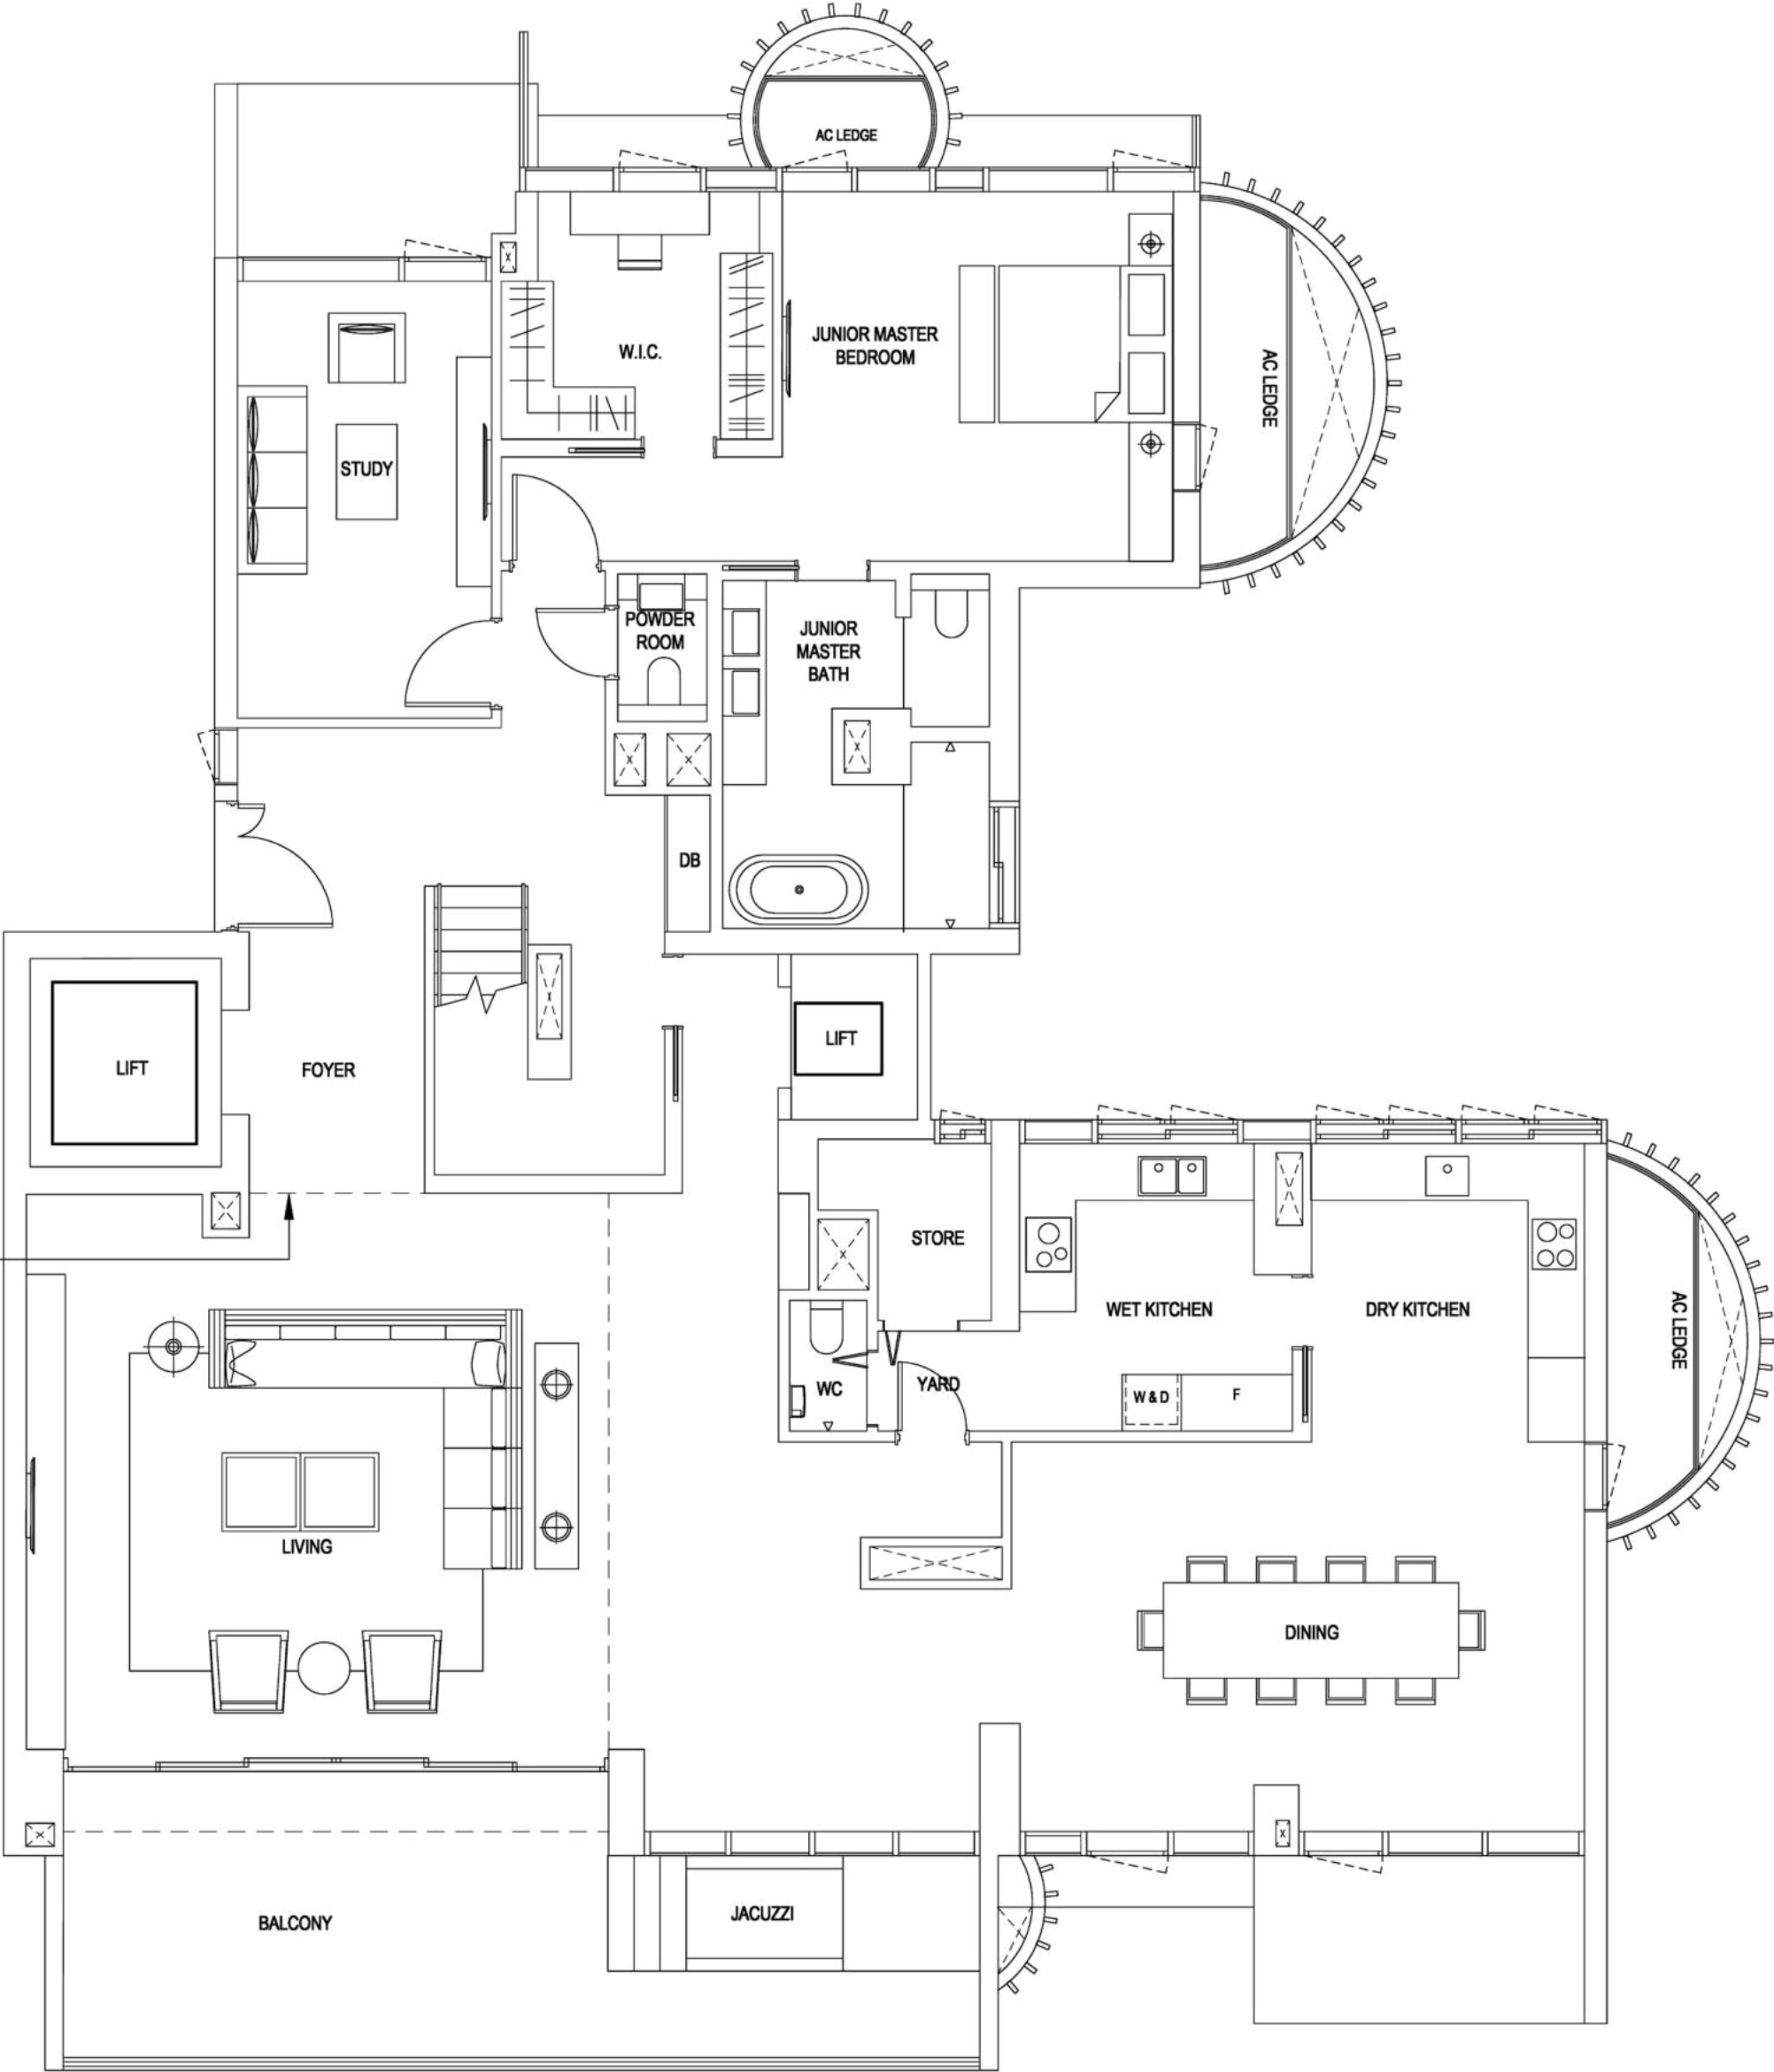 AC LEDGE
JUNIOR MASTER
BEDROOM
W.I.C.
AC LEDGE
STUDY
POWDER
ROOM
JUNIOR
MASTER
BATH
DB
LIFT
LIFT
FOYER
STORE
WET KITCHEN
DRY KITCHEN
AC LEDGE
WC
YARD
W & D
F
LIVING
DINING
JACUZZI
BALCONY